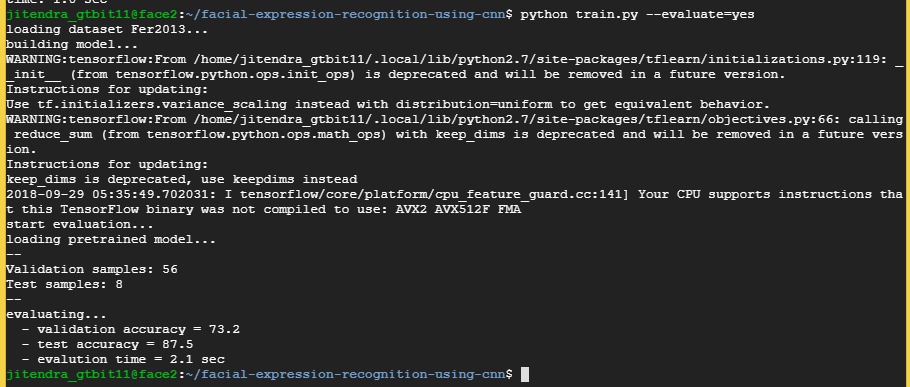 time: 1.0 sec
jitendra_gtbit11@face2:~/facial-expression-recognition-using-cnn$ python train.py --evaluate=yes
loading dataset Fer2013...
building model...
WARNING:tensorflow:From /home/jitendra_gtbit11/.local/lib/python2.7/site-packages/tflearn/initializations.py:119: _
_init__ (from tensorflow.python.ops.init_ops) is deprecated and will be removed in a future version.
Instructions for updating:
Use tf.initializers.variance_scaling instead with distribution=uniform to get equivalent behavior.
WARNING:tensorflow:From /home/jitendra_gtbit11/.local/lib/python2.7/site-packages/tflearn/objectives.py:66: calling
reduce_sum (from tensorflow.python.ops.math_ops) with keep_dims is deprecated and will be removed in a future vers
ion.
Instructions for updating:
keep_dims is deprecated, use keepdims instead
2018-09-29 05:35:49.702031: I tensorflow/core/platform/cpu_feature_guard.cc:141] Your CPU supports instructions tha
t this TensorFlow binary was not compiled to use: AVX2 AVX512F FMA
start evaluation...
loading pretrained model...
--
Validation samples: 56
Test samples: 8
--
evaluating...
  - validation accuracy = 73.2
  - test accuracy = 87.5
  - evalution time = 2.1 sec
jitendra_gtbit11@face2:~/facial-expression-recognition-using-cnn$